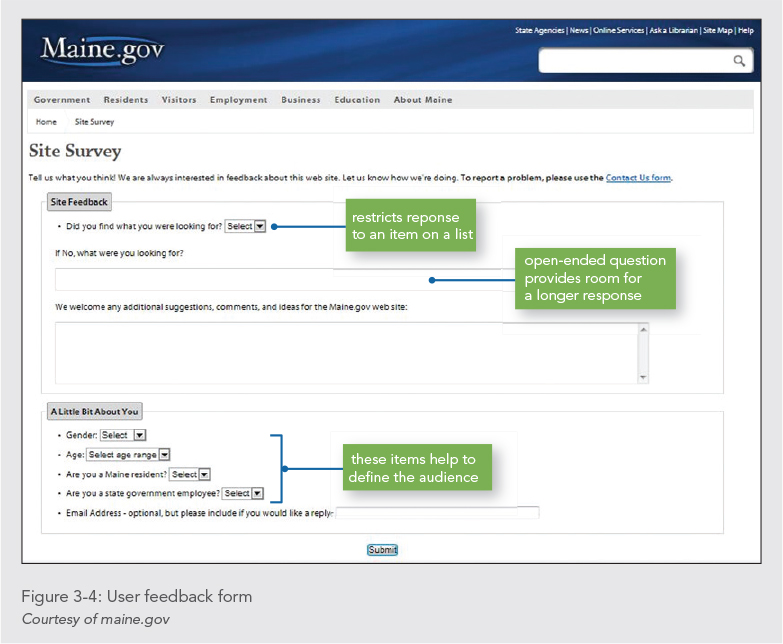 State Agencies | News | Online Services | Ask a Librarian | Site Map | Help
Maine.gov
Government Residents Visitors Employment Business Education About Maine
Home Site Survey
Site Survey
Tell us what you think! We are always interested in feedback about this web site. Let us know how we're doing. To report a problem, please use the Contact Us form.
Site Feedback
• Did you find what you were looking for? Select
restricts reponse
to an item on a list
If No, what were you looking for?
open-ended question
provides room for
a longer response
We welcome any additional suggestions, comments, and ideas for the Maine.gov web site:
A Little Bit About You
• Gender: Select
• Age: Select age range
• Are you a Maine resident? Select
• Are you a state government employee? Select
these items help to
define the audience
• Email Address - optional, but please include if you would like a reply:
Submit
Figure 3-4: User feedback form
Courtesy of maine.gov